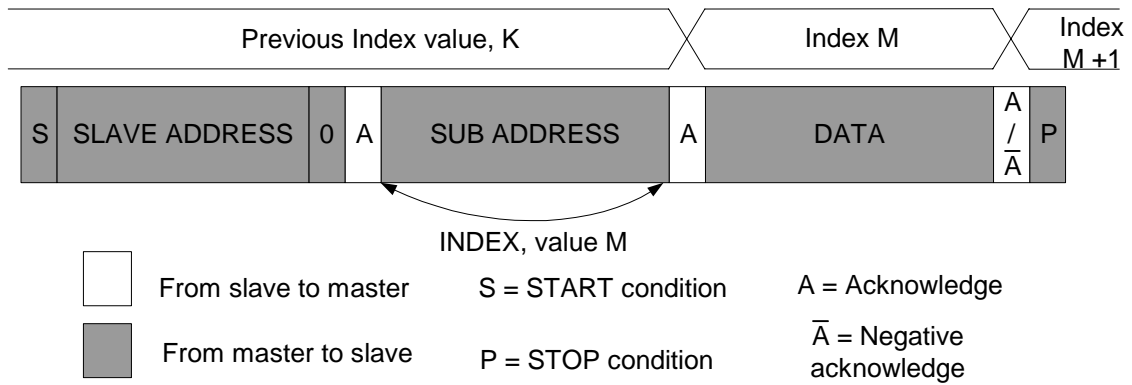 Previous Index value, K
Index M
Index
M +1
S
SLAVE ADDRESS
0
A
SUB ADDRESS
A
DATA
A
/
A̅
P
INDEX, value M
From slave to master
S = START condition
A = Acknowledge
From master to slave
P = STOP condition
A̅ = Negative
acknowledge